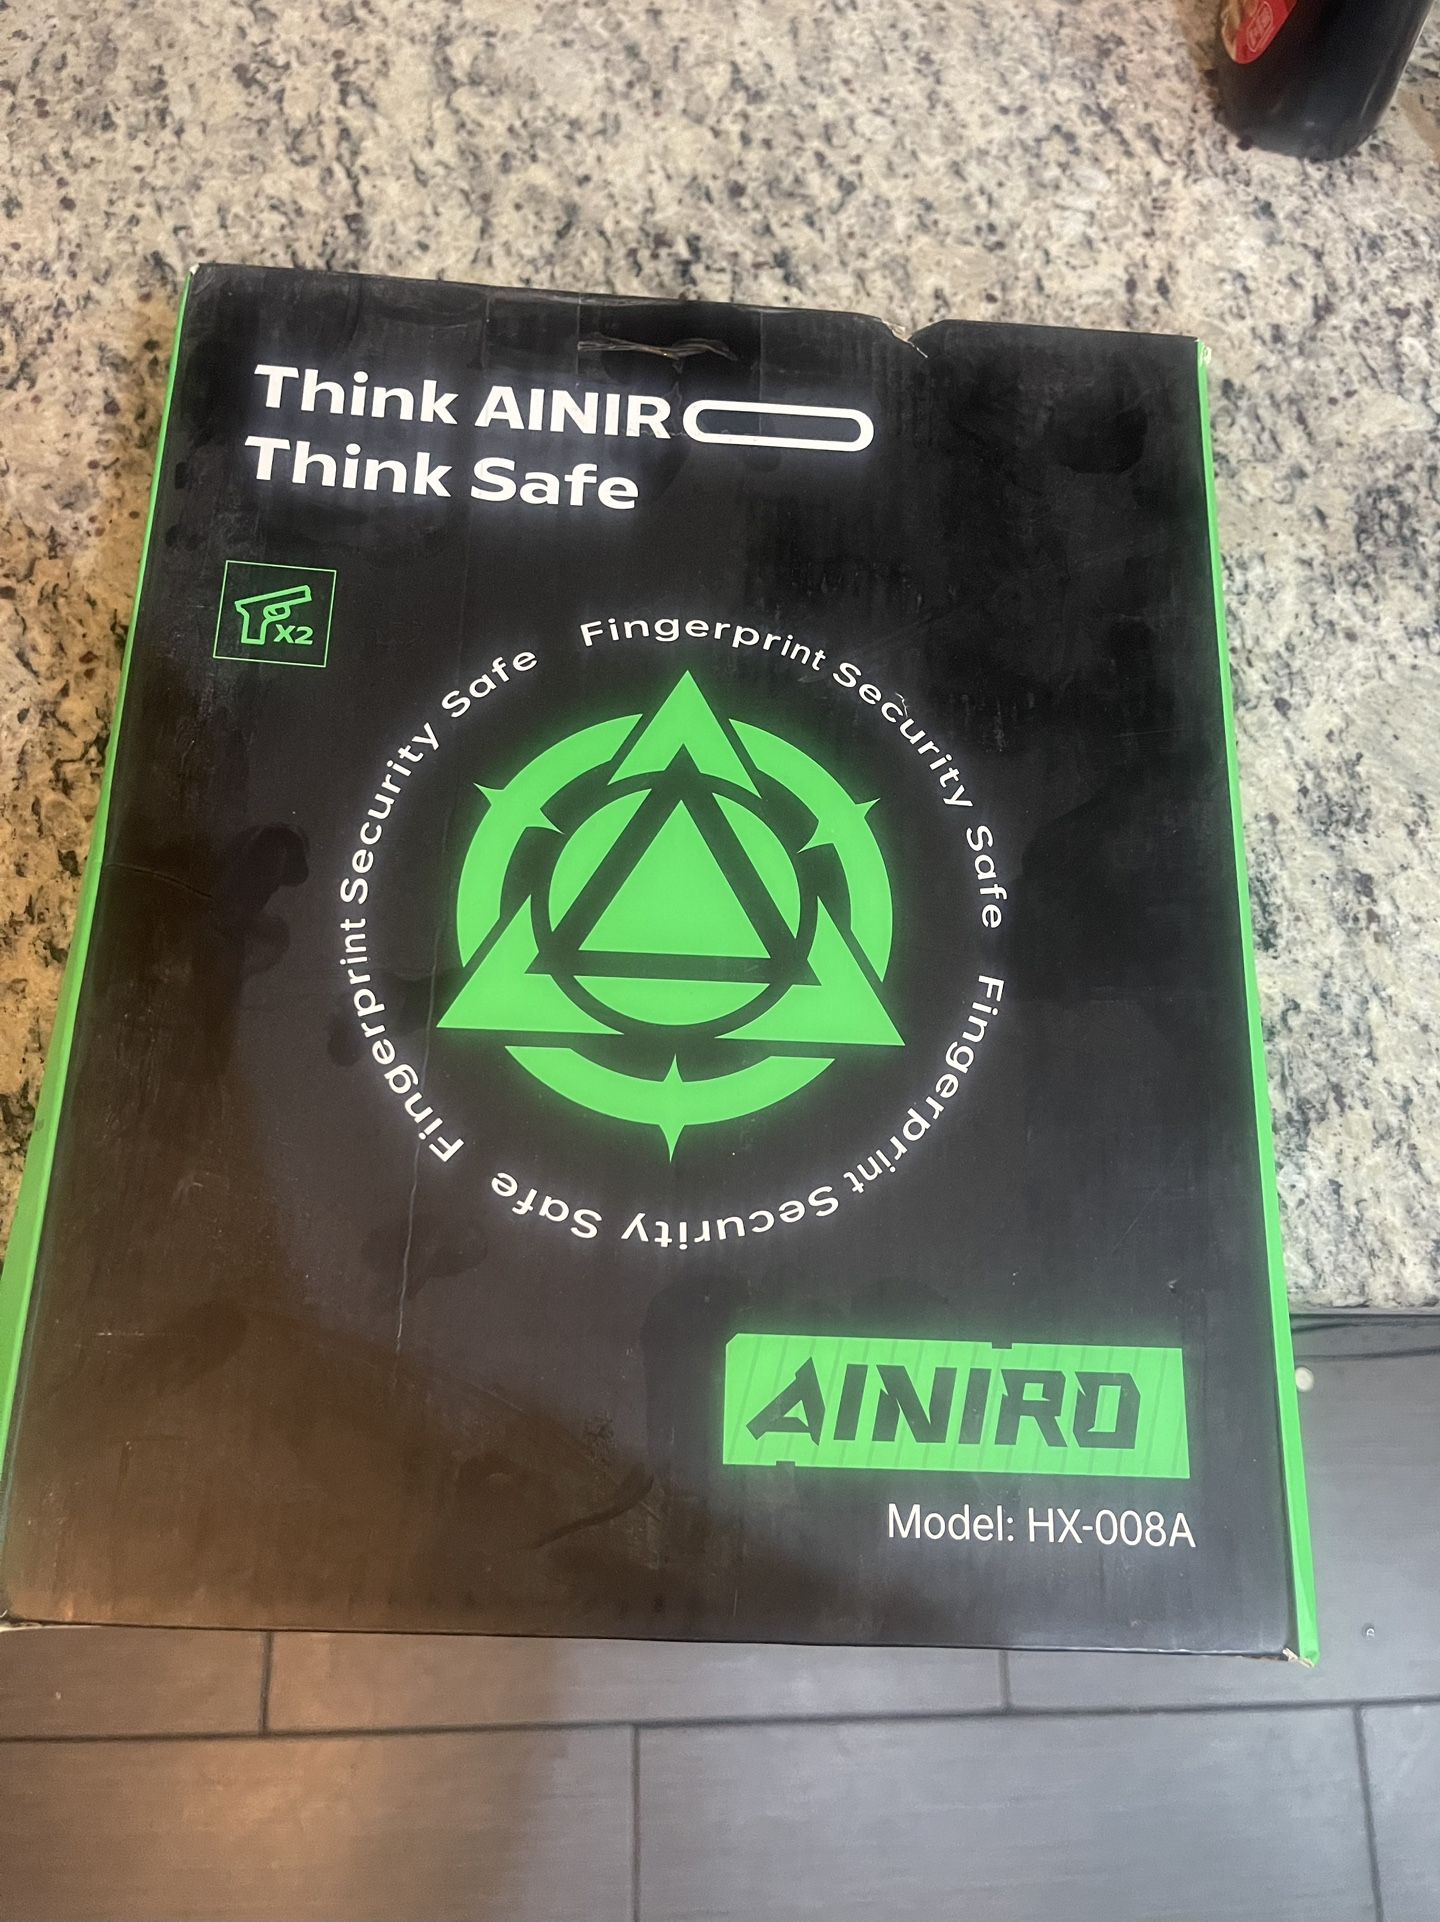 Think AINIRO
Think Safe
X2
Fingerprint Security Safe
Fingerprint Security Safe
Fingerprint Security Safe
AINIRO
Model: HX-008A